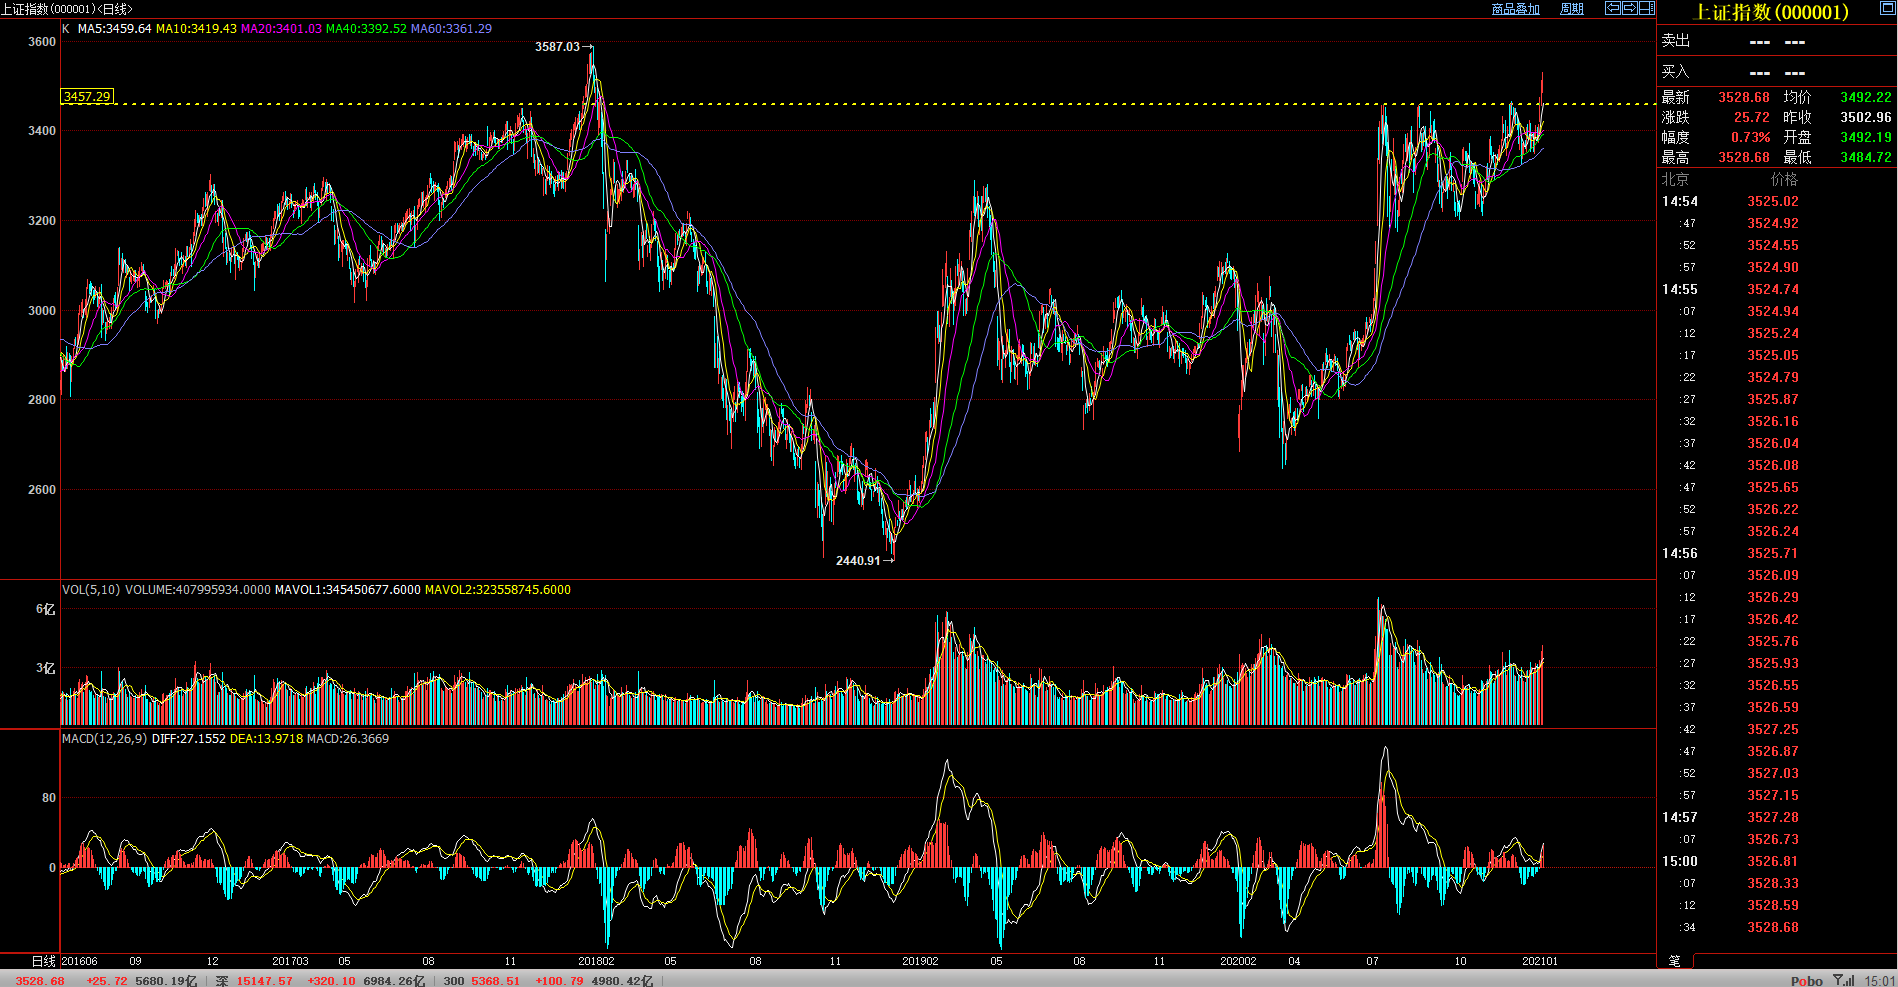 上证指数(000001)<日线>
商品叠加 周期
上证指数(000001)
K MA5:3459.64 MA10:3419.43 MA20:3401.03 MA40:3392.52 MA60:3361.29
3600
3587.03
3457.29
3400
3200
3000
2800
2600
2440.91
VOL(5,10) VOLUME:407995934.0000 MAVOL1:345450677.6000 MAVOL2:323558745.6000
6亿
3亿
MACD(12,26,9) DIFF:27.1552 DEA:13.9718 MACD:26.3669
80
0
日线 201606 09 12 201703 05 08 11 201802 05 08 11 201902 05 08 11 202002 04 07 10 202101
卖出 --- ---
买入 --- ---
最新 3528.68 均价 3492.22
涨跌 25.72 昨收 3502.96
幅度 0.73% 开盘 3492.19
最高 3528.68 最低 3484.72
北京 价格
14:54 3525.02
:47 3524.92
:52 3524.55
:57 3524.90
14:55 3524.74
:07 3524.94
:12 3525.24
:17 3525.05
:22 3524.79
:27 3525.87
:32 3526.16
:37 3526.04
:42 3526.08
:47 3525.65
:52 3526.22
:57 3526.24
14:56 3525.71
:07 3526.09
:12 3526.29
:17 3526.42
:22 3525.76
:27 3525.93
:32 3526.55
:37 3526.59
:42 3527.25
:47 3526.87
:52 3527.03
:57 3527.15
14:57 3527.28
:07 3526.73
15:00 3526.81
:07 3528.33
:12 3528.59
:34 3528.68
笔
3528.68 +25.72 5680.19亿 深 15147.57 +320.10 6984.26亿 300 5368.51 +100.79 4980.42亿
Pobo 15:01